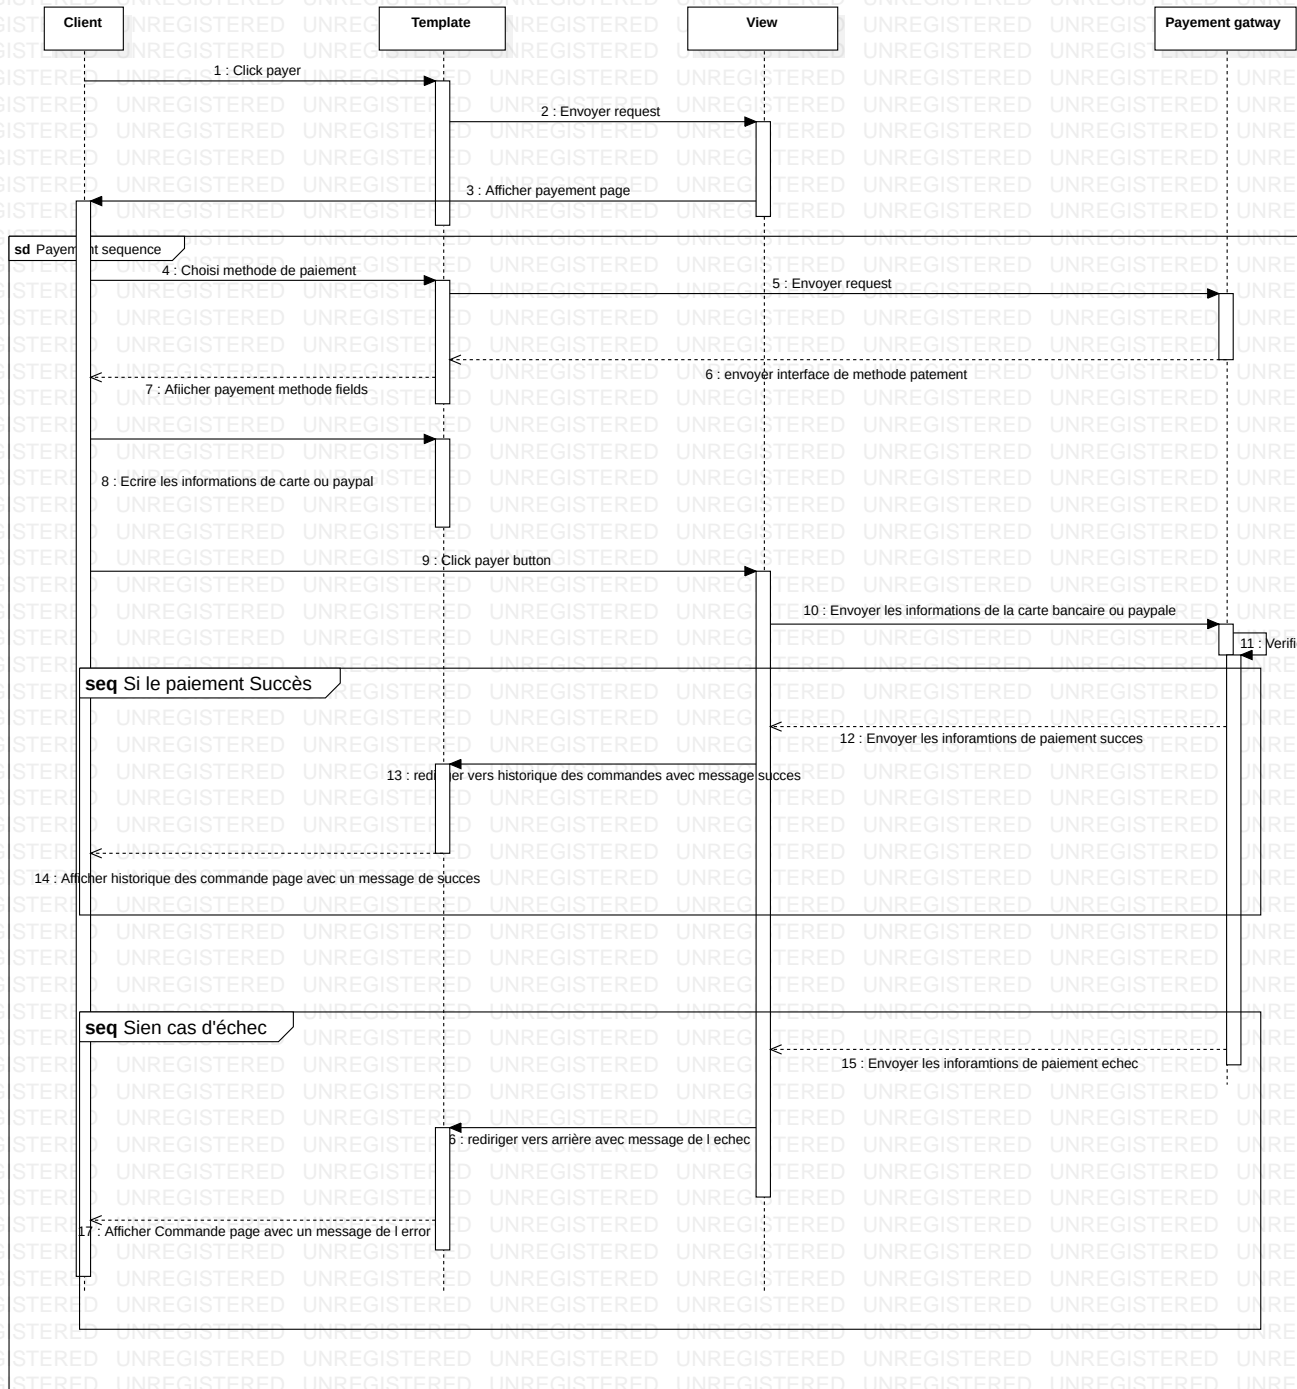 Client
Template
View
Payement gatway
1 : Click payer
2 : Envoyer request
3 : Afficher payement page
sd Payement sequence
4 : Choisi methode de paiement
5 : Envoyer request
6 : envoyer interface de methode patement
7 : Afiicher payement methode fields
8 : Ecrire les informations de carte ou paypal
9 : Click payer button
10 : Envoyer les informations de la carte bancaire ou paypale
11 : Verifi
seq Si le paiement Succès
12 : Envoyer les inforamtions de paiement succes
13 : rediriger vers historique des commandes avec message succes
14 : Afficher historique des commande page avec un message de succes
seq Sien cas d'échec
15 : Envoyer les inforamtions de paiement echec
6 : rediriger vers arrière avec message de l echec
17 : Afficher Commande page avec un message de l error
UNREGISTERED